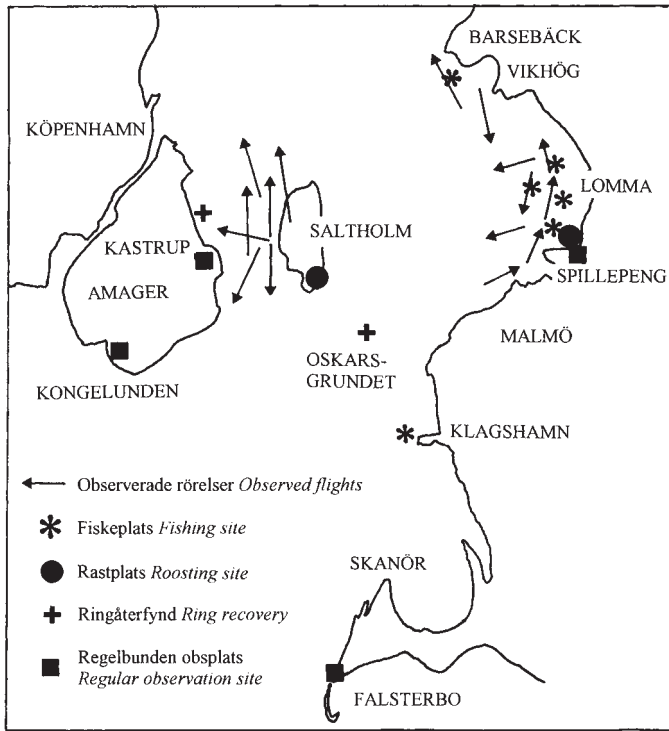 BARSEBÄCK
VIKHÖG
KÖPENHAMN
LOMMA
SALTHOLM
KASTRUP
SPILLEPENG
AMAGER
MALMÖ
OSKARS-
GRUNDET
KONGELUNDEN
KLAGSHAMN
Observerade rörelser Observed flights
Fiskeplats Fishing site
Rastplats Roosting site
Ringåterfynd Ring recovery
Regelbunden obsplats
Regular observation site
SKANÖR
FALSTERBO